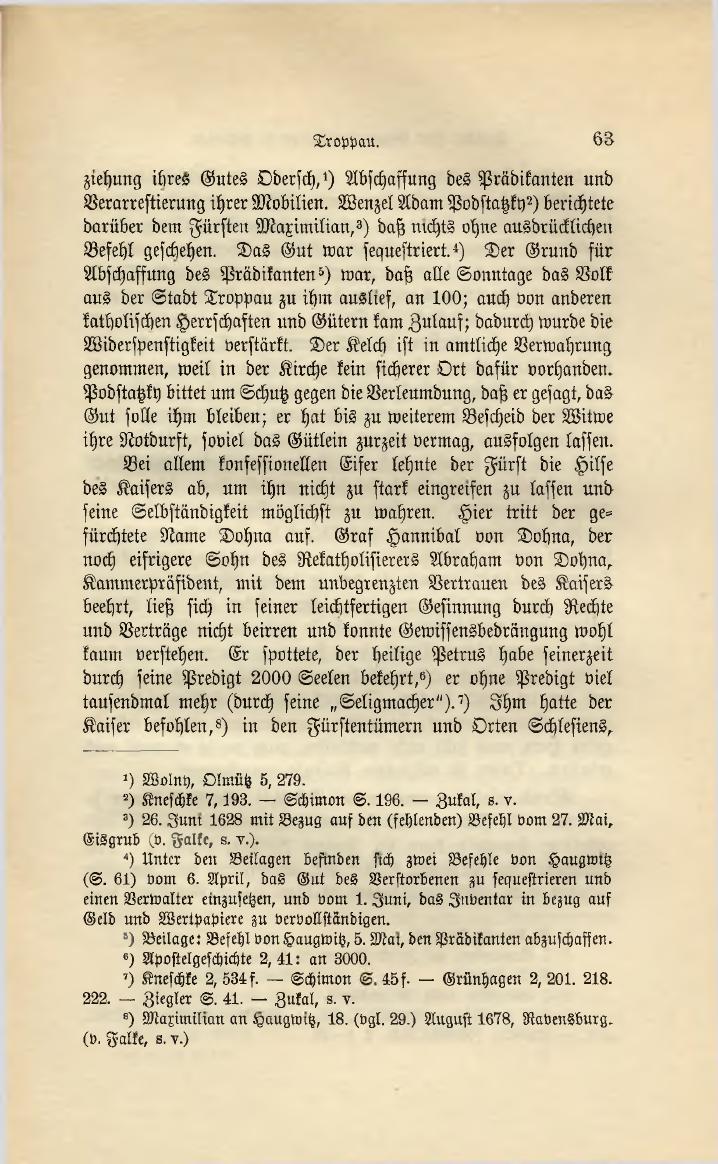 Troppau. 63
ziehung ihres Gutes Obersch,¹) Abschaffung des Prädikanten und
Verarrestierung ihrer Mobilien. Wenzel Adam Podstatzky²) berichtete
darüber dem Fürsten Maximilian,³) daß nichts ohne ausdrücklichen
Befehl geschehen. Das Gut war sequestriert.⁴) Der Grund für
Abschaffung des Prädikanten⁵) war, daß alle Sonntage das Volk
aus der Stadt Troppau zu ihm auslief, an 100; auch von anderen
katholischen Herrschaften und Gütern kam Zulauf; dadurch wurde die
Widerspenstigkeit verstärkt. Der Kelch ist in amtliche Verwahrung
genommen, weil in der Kirche kein sicherer Ort dafür vorhanden.
Podstatzky bittet um Schutz gegen die Verleumdung, daß er gesagt, das
Gut solle ihm bleiben; er hat bis zu weiterem Bescheid der Witwe
ihre Notdurft, soviel das Gütlein zurzeit vermag, ausfolgen lassen.
Bei allem konfessionellen Eifer lehnte der Fürst die Hilfe
des Kaisers ab, um ihn nicht zu stark eingreifen zu lassen und
seine Selbständigkeit möglichst zu wahren. Hier tritt der ge-
fürchtete Name Dohna auf. Graf Hannibal von Dohna, der
noch eifrigere Sohn des Rekatholisierers Abraham von Dohna,
Kammerpräsident, mit dem unbegrenzten Vertrauen des Kaisers
beehrt, ließ sich in seiner leichtfertigen Gesinnung durch Rechte
und Verträge nicht beirren und konnte Gewissensbedrängung wohl
kaum verstehen. Er spottete, der heilige Petrus habe seinerzeit
durch seine Predigt 2000 Seelen bekehrt,⁶) er ohne Predigt viel
tausendmal mehr (durch seine „Seligmacher").⁷) Ihm hatte der
Kaiser befohlen,⁸) in den Fürstentümern und Orten Schlesiens,
¹) Wolny, Olmütz 5, 279.
²) Kneschke 7, 193. — Schimon S. 196. — Zukal, s. v.
³) 26. Juni 1628 mit Bezug auf den (fehlenden) Befehl vom 27. Mai,
Eisgrub (v. Falke, s. v.).
⁴) Unter den Beilagen befinden sich zwei Befehle von Haugwitz
(S. 61) vom 6. April, das Gut des Verstorbenen zu sequestrieren und
einen Verwalter einzusetzen, und vom 1. Juni, das Inventar in bezug auf
Geld und Wertpapiere zu vervollständigen.
⁵) Beilage: Befehl von Haugwitz, 5. Mai, den Prädikanten abzuschaffen.
⁶) Apostelgeschichte 2, 41: an 3000.
⁷) Kneschke 2, 534 f. — Schimon S. 45 f. — Grünhagen 2, 201. 218.
222. — Ziegler S. 41. — Zukal, s. v.
⁸) Maximilian an Haugwitz, 18. (vgl. 29.) August 1678, Rabensburg.
(v. Falke, s. v.)